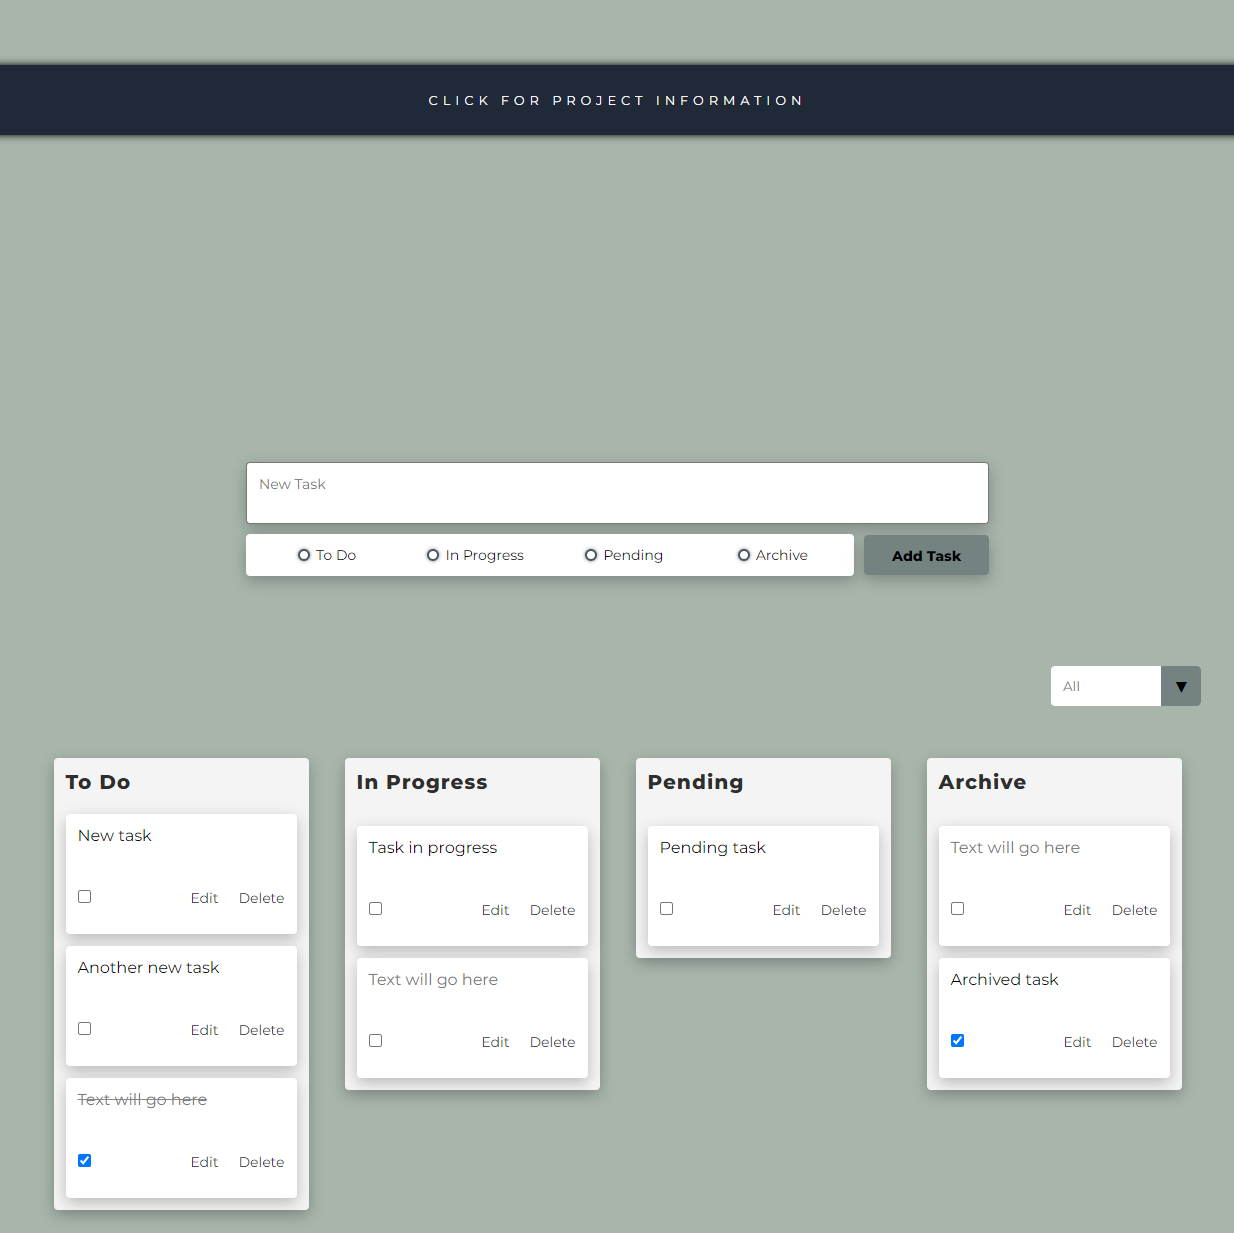 CLICK FOR PROJECT INFORMATION
New Task
To Do In Progress Pending Archive Add Task
All
To Do
New task
Edit Delete
Another new task
Edit Delete
Text will go here
Edit Delete
In Progress
Task in progress
Edit Delete
Text will go here
Edit Delete
Pending
Pending task
Edit Delete
Archive
Text will go here
Edit Delete
Archived task
Edit Delete